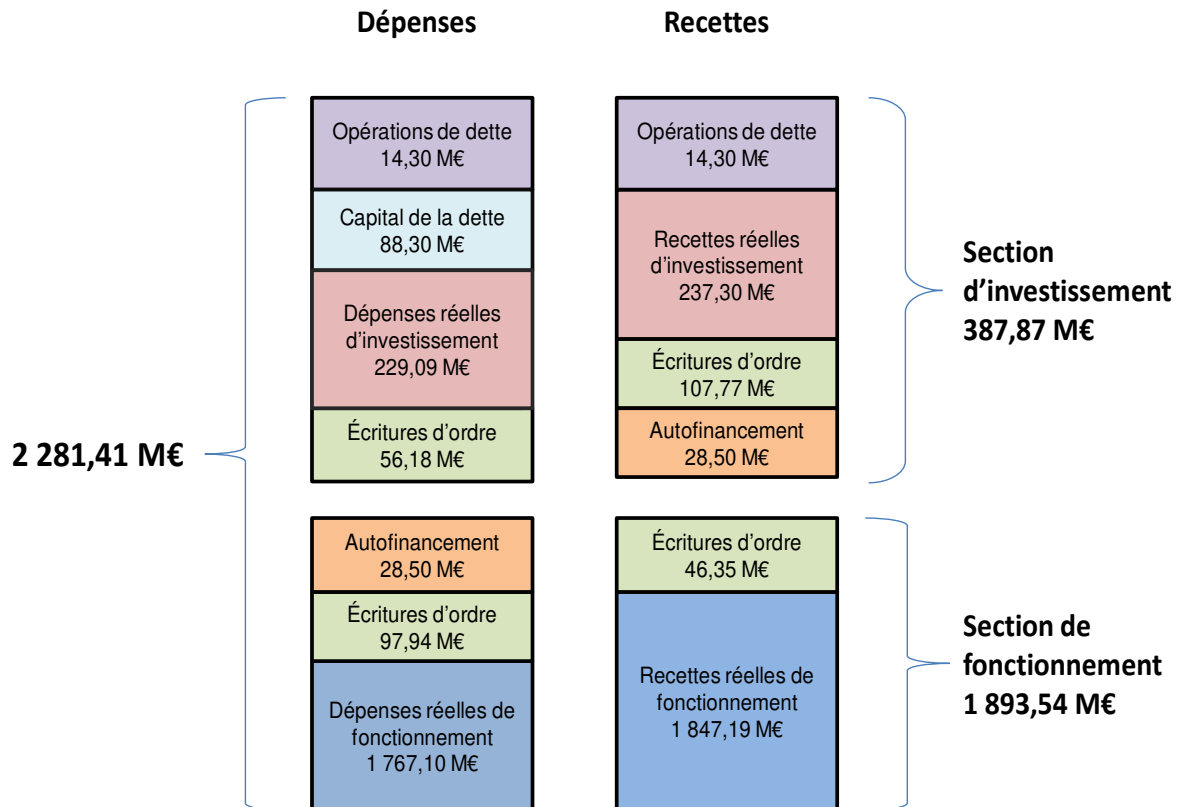 Dépenses
Recettes
Opérations de dette
14,30 M€
Capital de la dette
88,30 M€
Dépenses réelles
d’investissement
229,09 M€
Écritures d’ordre
56,18 M€
Opérations de dette
14,30 M€
Recettes réelles
d’investissement
237,30 M€
Écritures d’ordre
107,77 M€
Autofinancement
28,50 M€
Section
d’investissement
387,87 M€
2 281,41 M€
Autofinancement
28,50 M€
Écritures d’ordre
97,94 M€
Dépenses réelles de
fonctionnement
1 767,10 M€
Écritures d’ordre
46,35 M€
Recettes réelles de
fonctionnement
1 847,19 M€
Section de
fonctionnement
1 893,54 M€